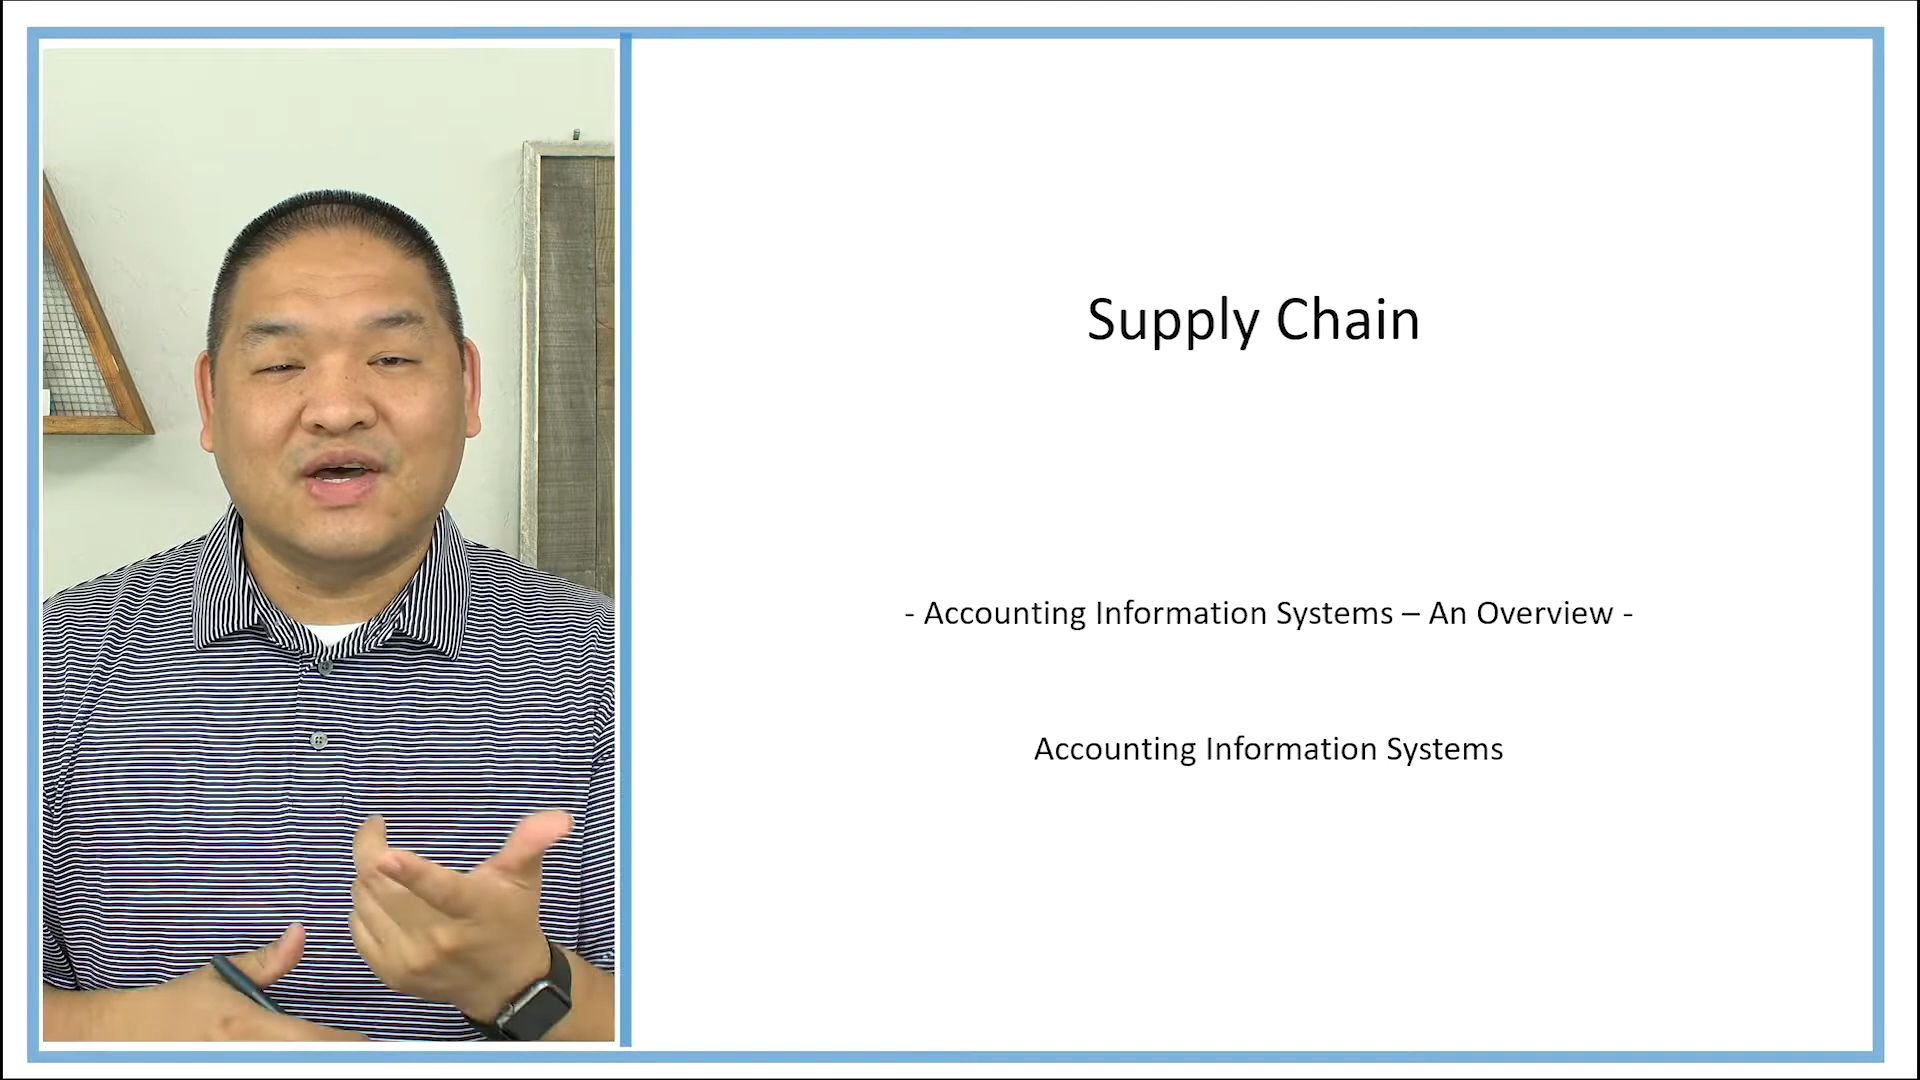 Supply Chain
- Accounting Information Systems – An Overview -
Accounting Information Systems